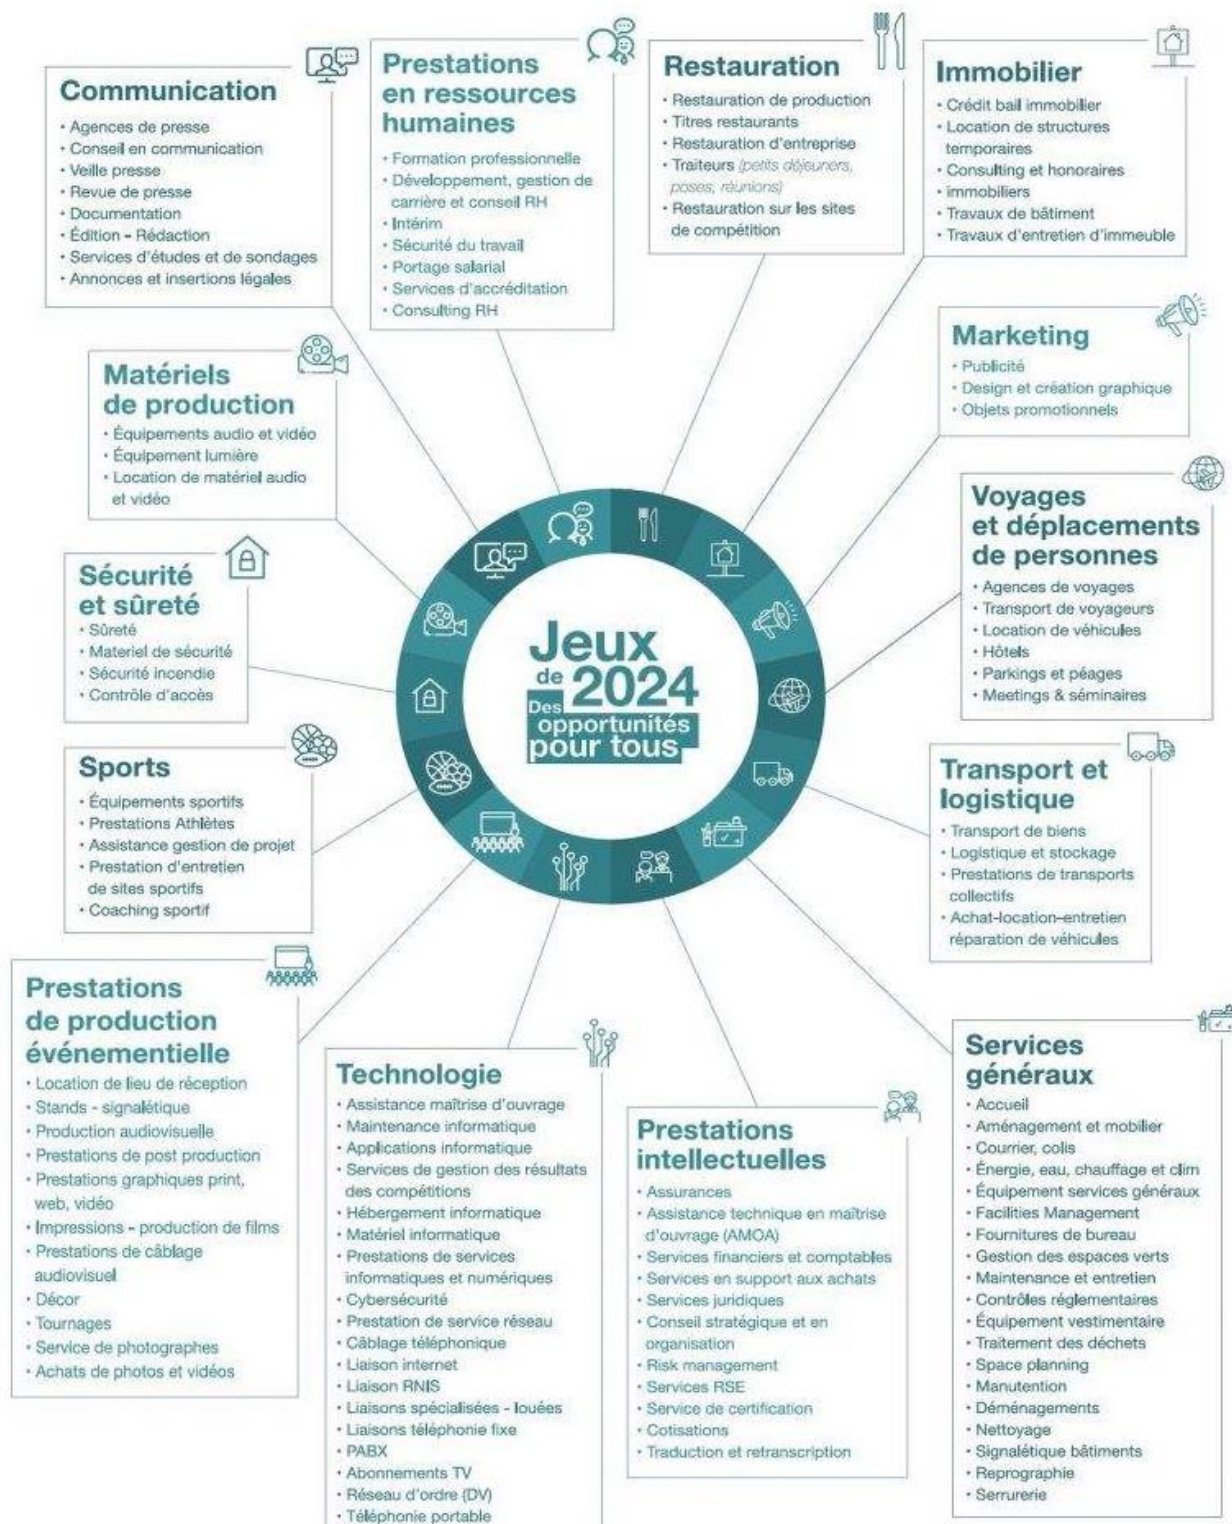 Communication
• Agences de presse
• Conseil en communication
• Veille presse
• Revue de presse
• Documentation
• Édition - Rédaction
• Services d'études et de sondages
• Annonces et insertions légales
Prestations
en ressources
humaines
• Formation professionnelle
• Développement, gestion de
carrière et conseil RH
• Intérim
• Sécurité du travail
• Portage salarial
• Services d'accréditation
• Consulting RH
Restauration
• Restauration de production
• Titres restaurants
• Restauration d'entreprise
• Traiteurs (petits déjeuners,
poses, réunions)
• Restauration sur les sites
de compétition
Immobilier
• Crédit bail immobilier
• Location de structures
temporaires
• Consulting et honoraires
• immobiliers
• Travaux de bâtiment
• Travaux d'entretien d'immeuble
Marketing
• Publicité
• Design et création graphique
• Objets promotionnels
Matériels
de production
• Équipements audio et vidéo
• Équipement lumière
• Location de matériel audio
et vidéo
Voyages
et déplacements
de personnes
• Agences de voyages
• Transport de voyageurs
• Location de véhicules
• Hôtels
• Parkings et péages
• Meetings & séminaires
Sécurité
et sûreté
• Sûreté
• Materiel de sécurité
• Sécurité incendie
• Contrôle d'accès
Jeux
de 2024
Des
opportunités
pour tous
Sports
• Équipements sportifs
• Prestations Athlètes
• Assistance gestion de projet
• Prestation d'entretien
de sites sportifs
• Coaching sportif
Transport et
logistique
• Transport de biens
• Logistique et stockage
• Prestations de transports
collectifs
• Achat-location-entretien
réparation de véhicules
Prestations
de production
événementielle
• Location de lieu de réception
• Stands - signalétique
• Production audiovisuelle
• Prestations de post production
• Prestations graphiques print,
web, vidéo
• Impressions - production de films
• Prestations de câblage
audiovisuel
• Décor
• Tournages
• Service de photographes
• Achats de photos et vidéos
Technologie
• Assistance maîtrise d'ouvrage
• Maintenance informatique
• Applications informatique
• Services de gestion des résultats
des compétitions
• Hébergement informatique
• Matériel informatique
• Prestations de services
informatiques et numériques
• Cybersécurité
• Prestation de service réseau
• Câblage téléphonique
• Liaison internet
• Liaison RNIS
• Liaisons spécialisées - louées
• Liaisons téléphonie fixe
• PABX
• Abonnements TV
• Réseau d'ordre (DV)
• Téléphonie portable
Prestations
intellectuelles
• Assurances
• Assistance technique en maîtrise
d'ouvrage (AMOA)
• Services financiers et comptables
• Services en support aux achats
• Services juridiques
• Conseil stratégique et en
organisation
• Risk management
• Services RSE
• Service de certification
• Cotisations
• Traduction et retranscription
Services
généraux
• Accueil
• Aménagement et mobilier
• Courrier, colis
• Énergie, eau, chauffage et clim
• Équipement services généraux
• Facilities Management
• Fournitures de bureau
• Gestion des espaces verts
• Maintenance et entretien
• Contrôles réglementaires
• Équipement vestimentaire
• Traitement des déchets
• Space planning
• Manutention
• Déménagements
• Nettoyage
• Signalétique bâtiments
• Reprographie
• Serrurerie